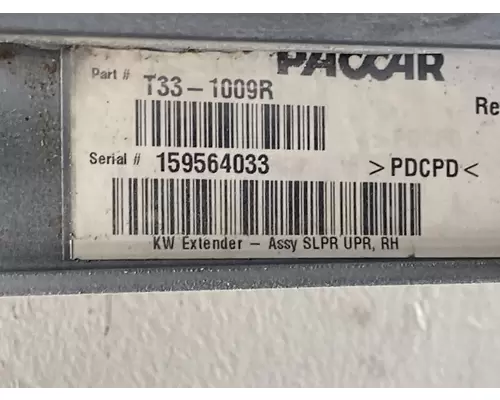 PACCAR
Part # T33-1009R
Re
Serial # 159564033 >PDCPD<
KW Extender - Assy SLPR UPR, RH